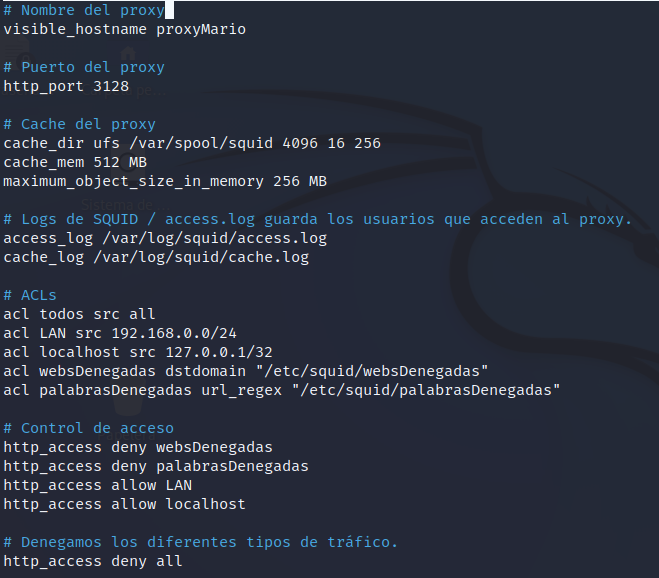 # Nombre del proxy
visible_hostname proxyMario
# Puerto del proxy
http_port 3128
# Cache del proxy
cache_dir ufs /var/spool/squid 4096 16 256
cache_mem 512 MB
maximum_object_size_in_memory 256 MB
# Logs de SQUID / access.log guarda los usuarios que acceden al proxy.
access_log /var/log/squid/access.log
cache_log /var/log/squid/cache.log
# ACLs
acl todos src all
acl LAN src 192.168.0.0/24
acl localhost src 127.0.0.1/32
acl websDenegadas dstdomain "/etc/squid/websDenegadas"
acl palabrasDenegadas url_regex "/etc/squid/palabrasDenegadas"
# Control de acceso
http_access deny websDenegadas
http_access deny palabrasDenegadas
http_access allow LAN
http_access allow localhost
# Denegamos los diferentes tipos de tráfico.
http_access deny all